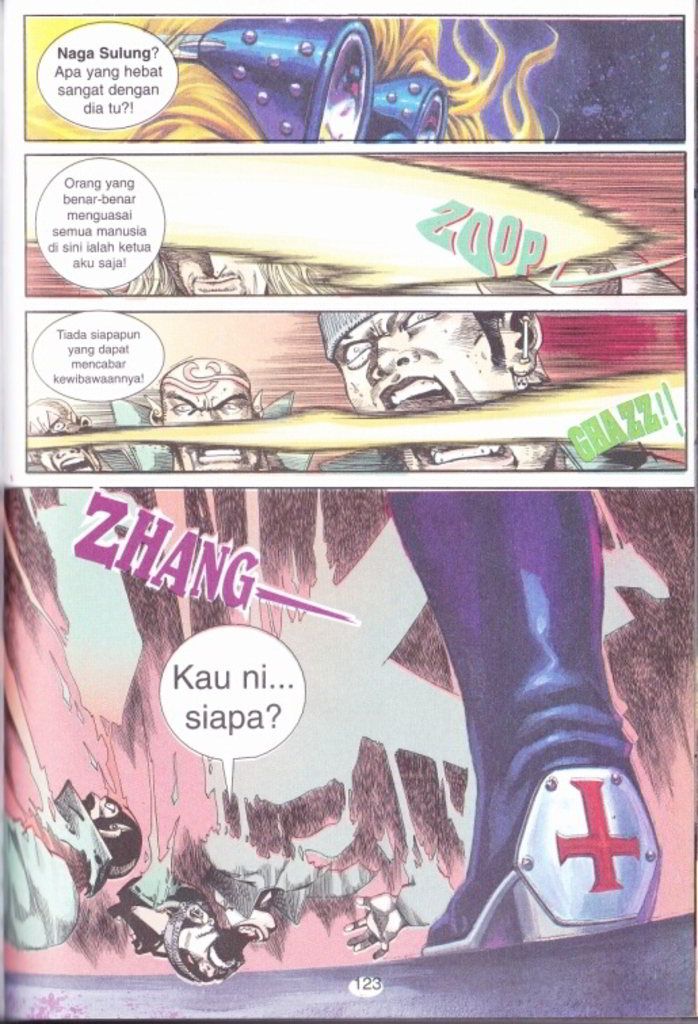 Naga Sulung?
Apa yang hebat
sangat dengan
dia tu?!
Orang yang
benar-benar
menguasai
semua manusia
di sini ialah ketua
aku saja!
ZOOP
Tiada siapapun
yang dapat
mencabar
kewibawaannya!
GHAZZ!!
ZHANG
Kau ni...
siapa?
123